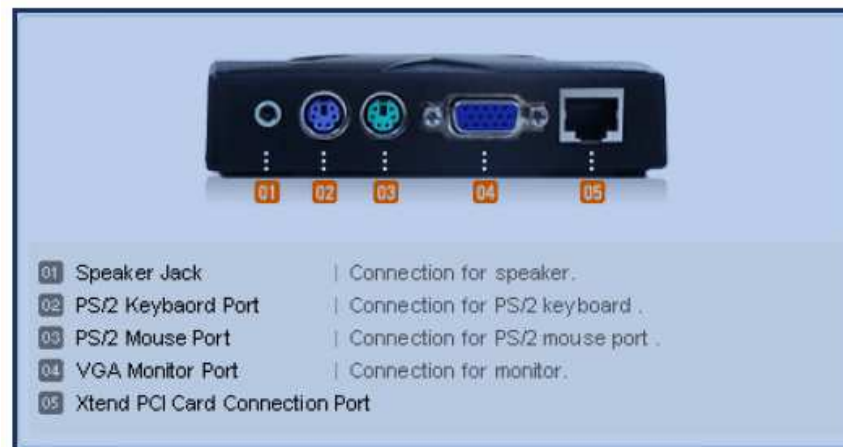 01 02 03 04 05
01 Speaker Jack | Connection for speaker.
02 PS/2 Keybaord Port | Connection for PS/2 keyboard .
03 PS/2 Mouse Port | Connection for PS/2 mouse port .
04 VGA Monitor Port | Connection for monitor.
05 Xtend PCI Card Connection Port